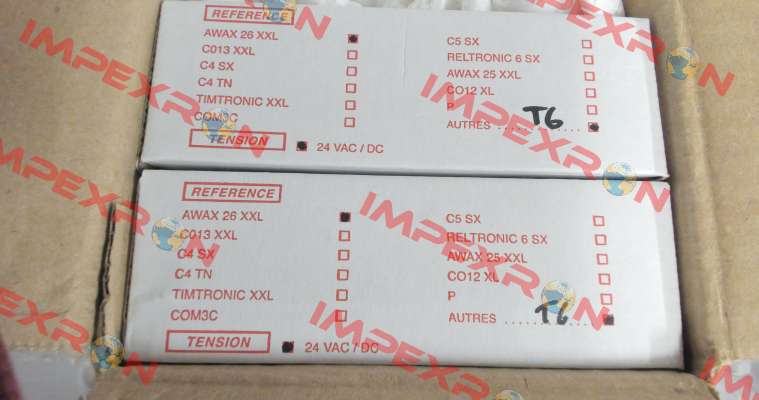 REFERENCE
AWAX 26 XXL
C013 XXL
C4 SX
C4 TN
TIMTRONIC XXL
COM3C
TENSION
24 VAC / DC
C5 SX
RELTRONIC 6 SX
AWAX 25 XXL
CO12 XL
P
AUTRES ............. T6
REFERENCE
AWAX 26 XXL
C013 XXL
C4 SX
C4 TN
TIMTRONIC XXL
COM3C
TENSION
24 VAC / DC
C5 SX
RELTRONIC 6 SX
AWAX 25 XXL
CO12 XL
P
AUTRES ............. T6
IMPEXRON
IMPEXRON
IMPEXRON
IMPEXRON
IMPEXRON